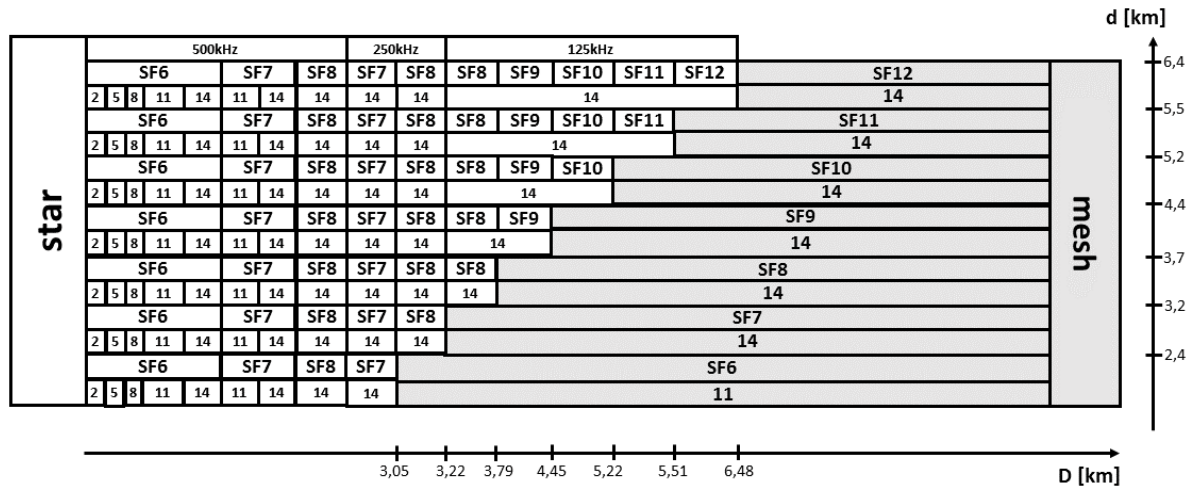 d [km]
500kHz 250kHz 125kHz
6,4
SF6 SF7 SF8 SF7 SF8 SF8 SF9 SF10 SF11 SF12 SF12
2 5 8 11 14 11 14 14 14 14 14 14
5,5
SF6 SF7 SF8 SF7 SF8 SF8 SF9 SF10 SF11 SF11
2 5 8 11 14 11 14 14 14 14 14 14
5,2
SF6 SF7 SF8 SF7 SF8 SF8 SF9 SF10 SF10
2 5 8 11 14 11 14 14 14 14 14 14
4,4
star
mesh
SF6 SF7 SF8 SF7 SF8 SF8 SF9 SF9
2 5 8 11 14 11 14 14 14 14 14 14
3,7
SF6 SF7 SF8 SF7 SF8 SF8 SF8
2 5 8 11 14 11 14 14 14 14 14 14
3,2
SF6 SF7 SF8 SF7 SF8 SF7
2 5 8 11 14 11 14 14 14 14 14
2,4
SF6 SF7 SF8 SF7 SF6
2 5 8 11 14 11 14 14 14 11
3,05 3,22 3,79 4,45 5,22 5,51 6,48
D [km]